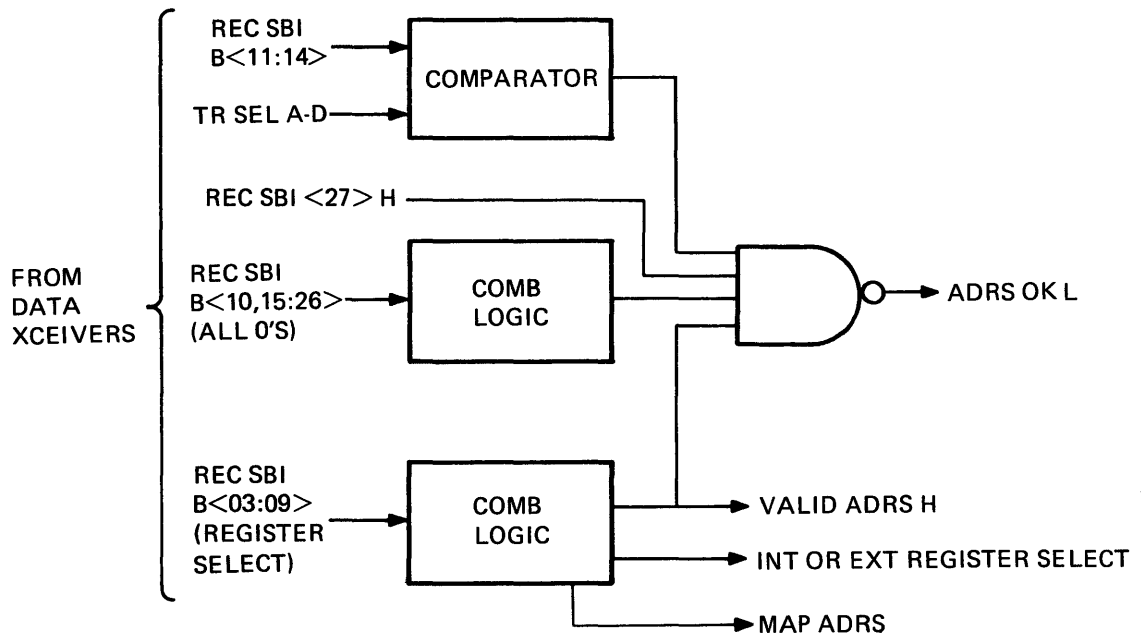 REC SBI
B<11:14>
TR SEL A-D
COMPARATOR
REC SBI <27> H
FROM
DATA
XCEIVERS
REC SBI
B<10,15:26>
(ALL 0'S)
COMB
LOGIC
ADRS OK L
REC SBI
B<03:09>
(REGISTER
SELECT)
COMB
LOGIC
VALID ADRS H
INT OR EXT REGISTER SELECT
MAP ADRS